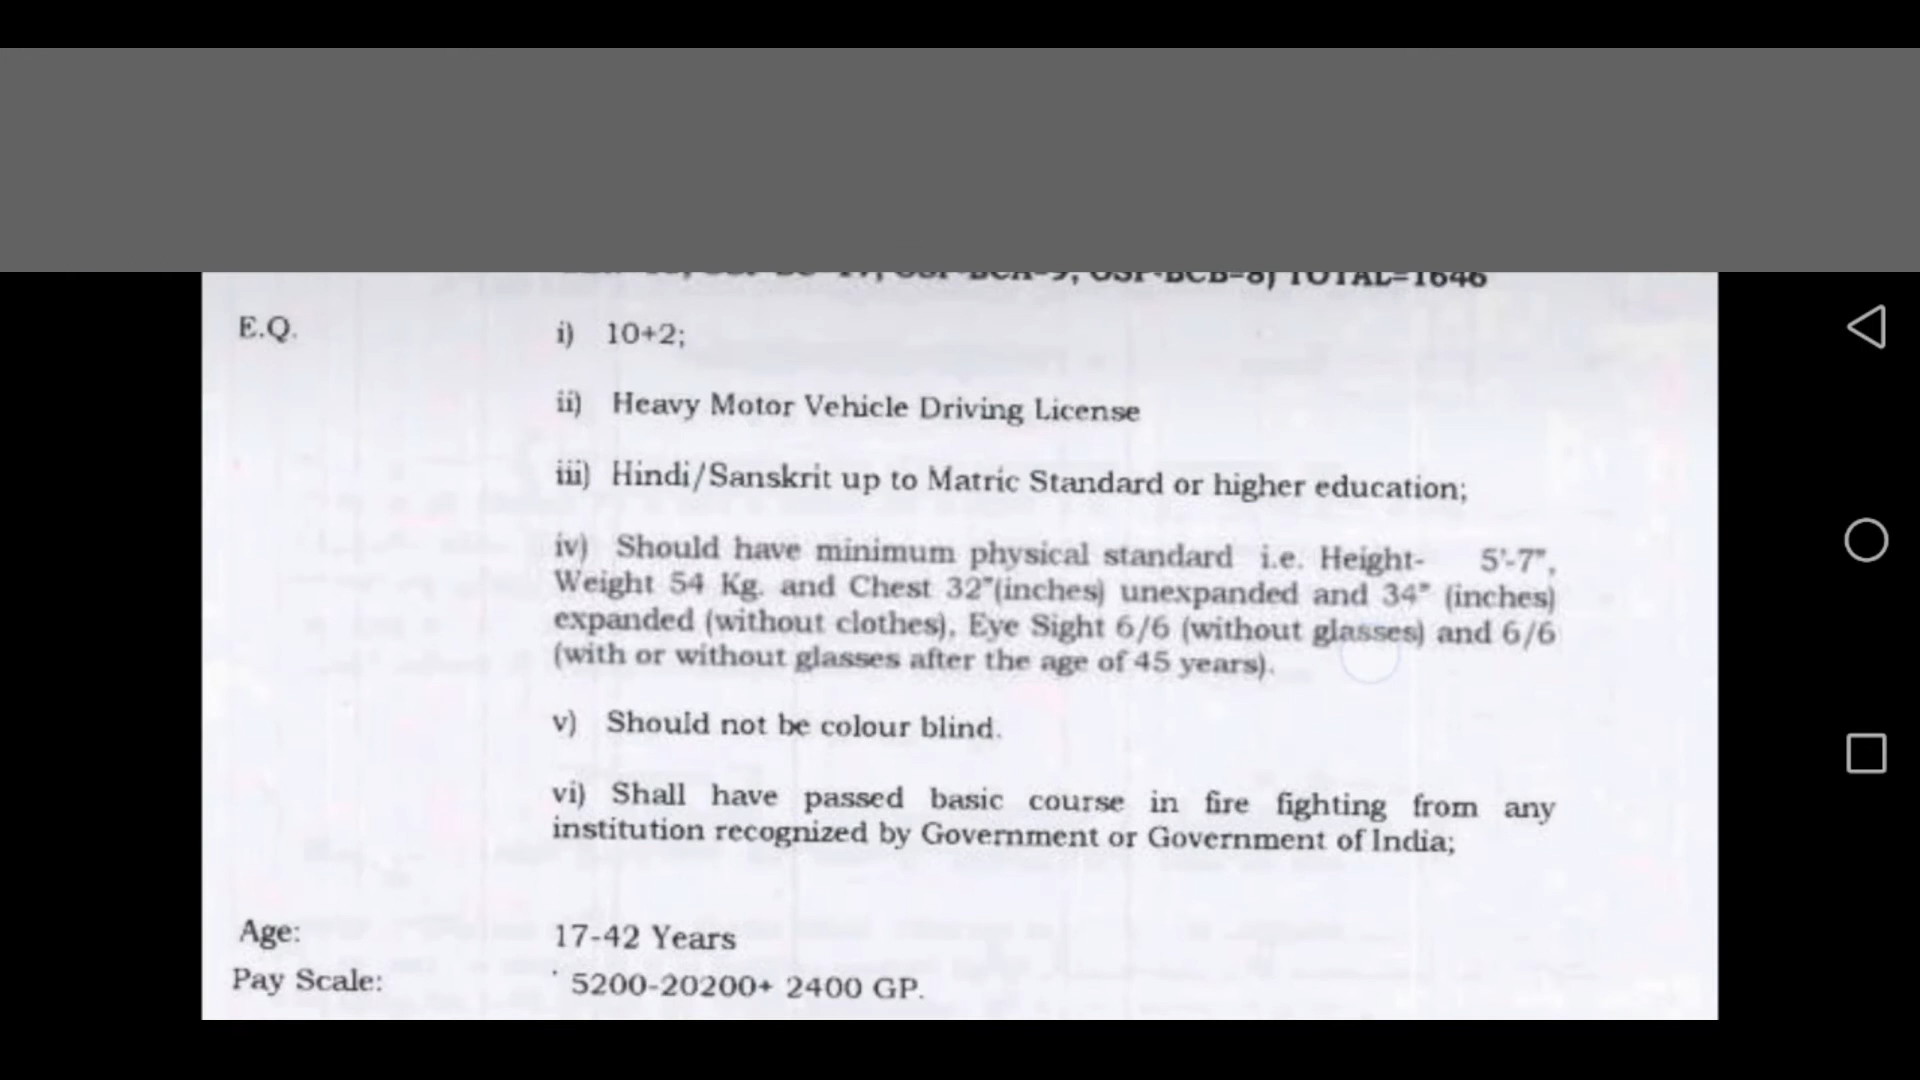 TOTAL=1646
E.Q.
i) 10+2;
ii) Heavy Motor Vehicle Driving License
iii) Hindi/Sanskrit up to Matric Standard or higher education;
iv) Should have minimum physical standard i.e. Height- 5'-7",
Weight 54 Kg. and Chest 32"(inches) unexpanded and 34" (inches)
expanded (without clothes), Eye Sight 6/6 (without glasses) and 6/6
(with or without glasses after the age of 45 years).
v) Should not be colour blind.
vi) Shall have passed basic course in fire fighting from any
institution recognized by Government or Government of India;
Age: 17-42 Years
Pay Scale: 5200-20200+ 2400 GP.